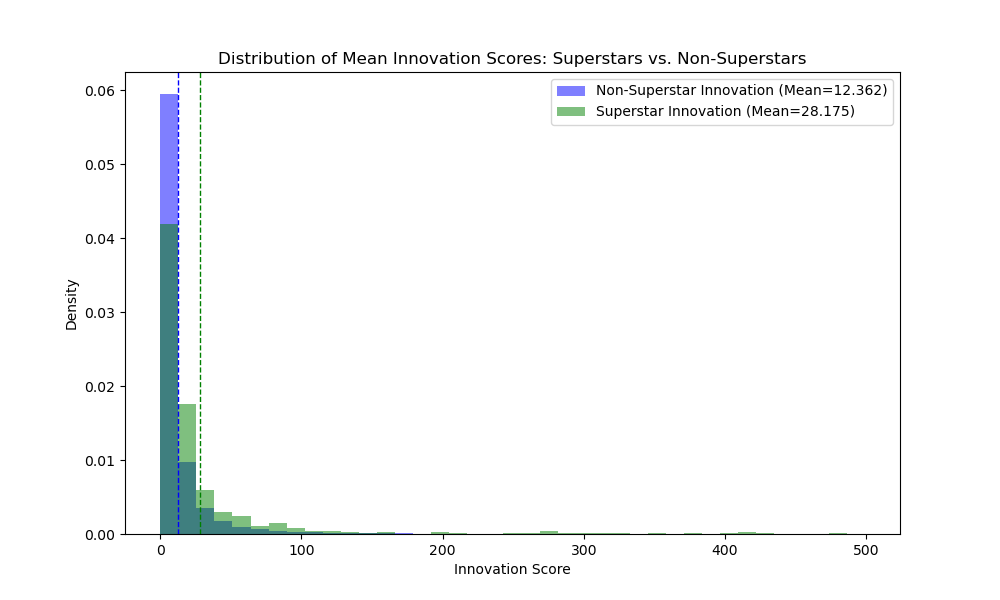 Distribution of Mean Innovation Scores: Superstars vs. Non-Superstars
Non-Superstar Innovation (Mean=12.362)
Superstar Innovation (Mean=28.175)
Density
0.06
0.05
0.04
0.03
0.02
0.01
0.00
0 100 200 300 400 500
Innovation Score